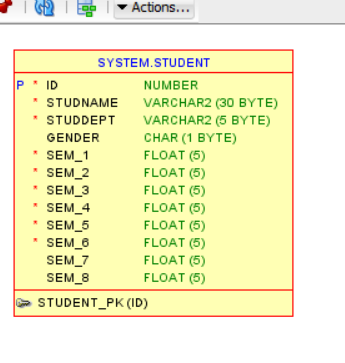 Actions...
SYSTEM.STUDENT
P * ID NUMBER
* STUDNAME VARCHAR2 (30 BYTE)
* STUDDEPT VARCHAR2 (5 BYTE)
GENDER CHAR (1 BYTE)
* SEM_1 FLOAT (5)
* SEM_2 FLOAT (5)
* SEM_3 FLOAT (5)
* SEM_4 FLOAT (5)
* SEM_5 FLOAT (5)
* SEM_6 FLOAT (5)
SEM_7 FLOAT (5)
SEM_8 FLOAT (5)
STUDENT_PK (ID)